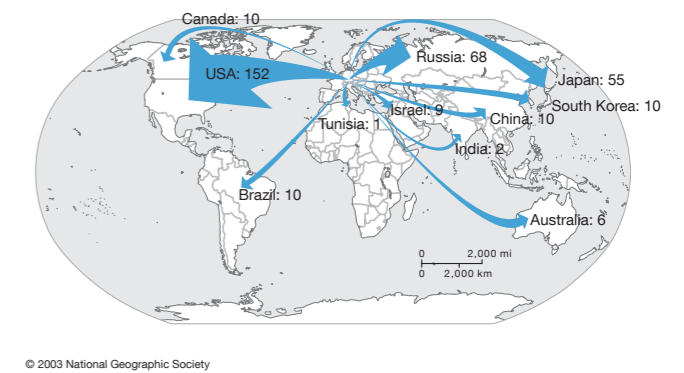 Canada: 10
Russia: 68
USA: 152
Japan: 55
South Korea: 10
Israel: 9
China: 10
Tunisia: 1
India: 2
Brazil: 10
Australia: 6
0 2,000 mi
0 2,000 km
© 2003 National Geographic Society